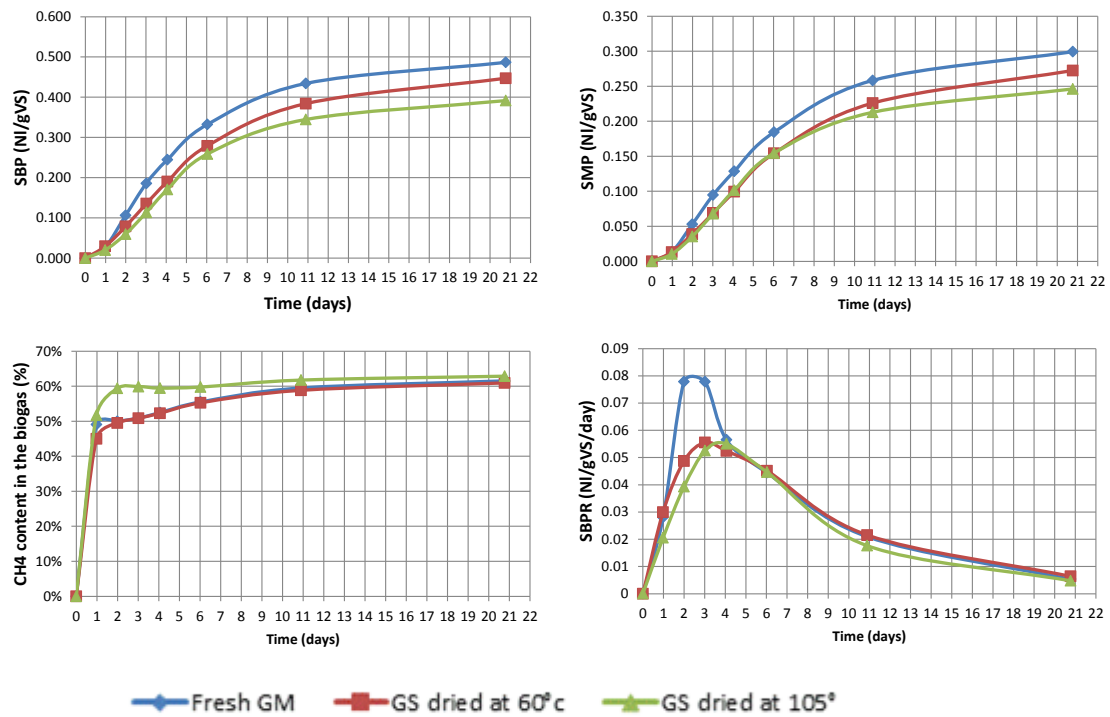 SBP (Nl/gVS)
0.600
0.500
0.400
0.300
0.200
0.100
0.000
0 1 2 3 4 5 6 7 8 9 10 11 12 13 14 15 16 17 18 19 20 21 22
Time (days)
SMP (Nl/gVS)
0.350
0.300
0.250
0.200
0.150
0.100
0.050
0.000
0 1 2 3 4 5 6 7 8 9 10 11 12 13 14 15 16 17 18 19 20 21 22
Time (days)
CH4 content in the biogas (%)
70%
60%
50%
40%
30%
20%
10%
0%
0 1 2 3 4 5 6 7 8 9 10 11 12 13 14 15 16 17 18 19 20 21 22
Time (days)
SBPR (Nl/gVS/day)
0.09
0.08
0.07
0.06
0.05
0.04
0.03
0.02
0.01
0
0 1 2 3 4 5 6 7 8 9 10 11 12 13 14 15 16 17 18 19 20 21 22
Time (days)
Fresh GM GS dried at 60°c GS dried at 105°